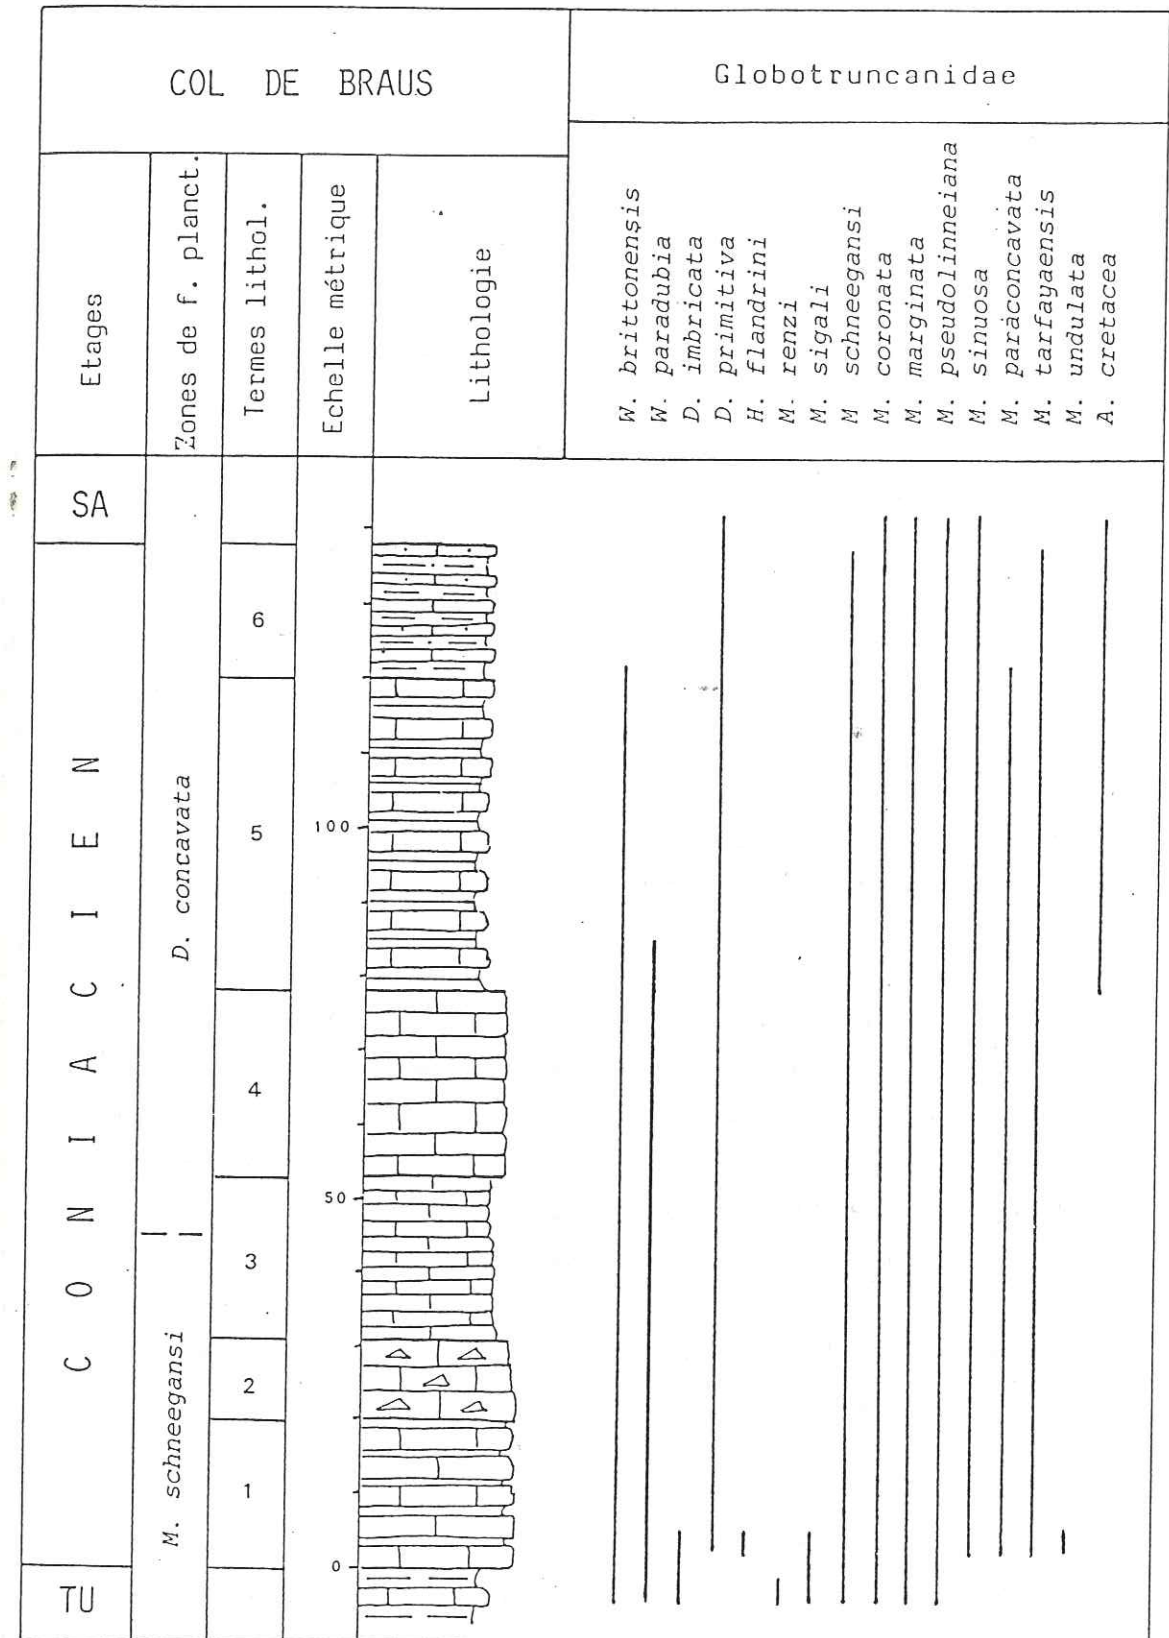 COL DE BRAUS
Globotruncanidae
Etages
Zones de f. planct.
Termes lithol.
Echelle métrique
Lithologie
W. brittonensis
W. paradubia
D. imbricata
D. primitiva
H. flandrini
M. renzi
M. sigali
M schneegansi
M. coronata
M. marginata
M. pseudolinneiana
M. sinuosa
M. paráconcavata
M. tarfayaensis
M. undulata
A. cretacea
SA
CONIACIEN
TU
D. concavata
M. schneegansi
6
5
4
3
2
1
100
50
0